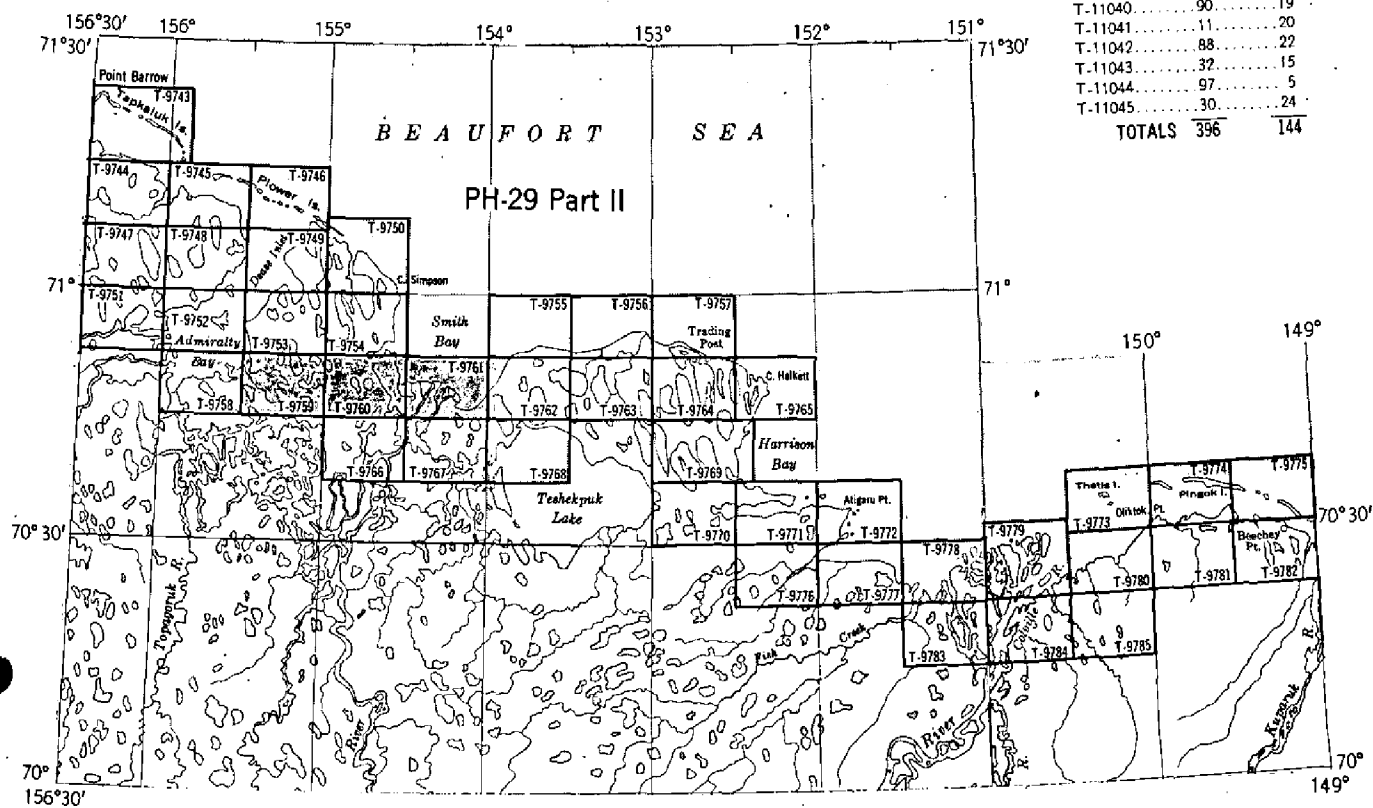 T-11040 90 19
T-11041 11 20
T-11042 88 22
T-11043 32 15
T-11044 97 5
T-11045 30 24
TOTALS 396 144
156°30' 156° 155° 154° 153° 152° 151°
71°30' 71°30'
Point Barrow
T-9743
Tapkaluk Is.
BEAUFORT SEA
PH-29 Part II
T-9744 T-9745 T-9746
Plower Is.
T-9747 T-9748 T-9749 T-9750
Dease Inlet
C. Simpson
71° 71°
T-9751
T-9752 T-9753 T-9754
Admiralty
Bay
Smith
Bay
T-9755 T-9756 T-9757
Trading
Post
150° 149°
T-9758 T-9759 T-9760 T-9761
T-9762 T-9763 T-9764 T-9765
C. Halkett
Harrison
Bay
T-9766 T-9767 T-9768 T-9769
Teshekpuk
Lake
Atigaru Pt.
T-9770 T-9771 T-9772
Thetis I.
Oliktok Pt.
T-9773 T-9774 T-9775
Pingok I.
70°30' 70°30'
Beechey
Pt.
T-9776 T-9777 T-9778 T-9779
T-9780 T-9781 T-9782
T-9783 T-9784 T-9785
Topagoruk R.
River
Fish Creek
Colville R.
River
R.
Kuparuk R.
70° 70°
156°30' 149°